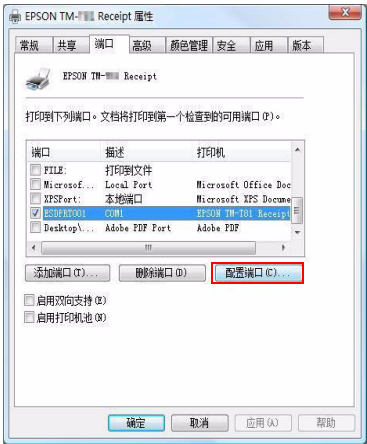 EPSON TM- Receipt 属性
常规 共享 端口 高级 颜色管理 安全 应用 版本
EPSON TM- Receipt
打印到下列端口。文档将打印到第一个检查到的可用端口(P)。
端口 描述 打印机
FILE: 打印到文件
Microsof... Local Port Microsoft Office Doc
XPSPort: 本地端口 Microsoft XPS Docume
ESDPRT001 COM1 EPSON TM-T81 Receipt
Desktop\... Adobe PDF Port Adobe PDF
添加端口(T)... 删除端口(D) 配置端口(C)...
启用双向支持(E)
启用打印机池(N)
确定 取消 应用(A) 帮助